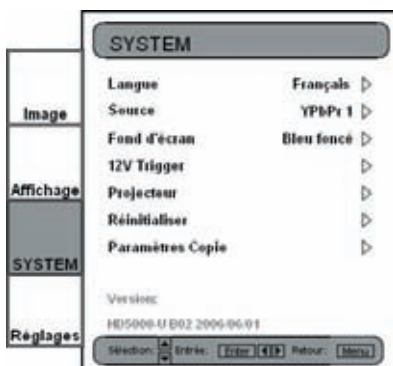 SYSTEM
Langue Français
Source YPbPr 1
Fond d'écran Bleu foncé
12V Trigger
Projecteur
Réinitialiser
Paramètres Copie
Version:
HD5000-U B02 2006/06/01
Image
Affichage
SYSTEM
Réglages
Sélection: Entrée: Enter Retour: Menu